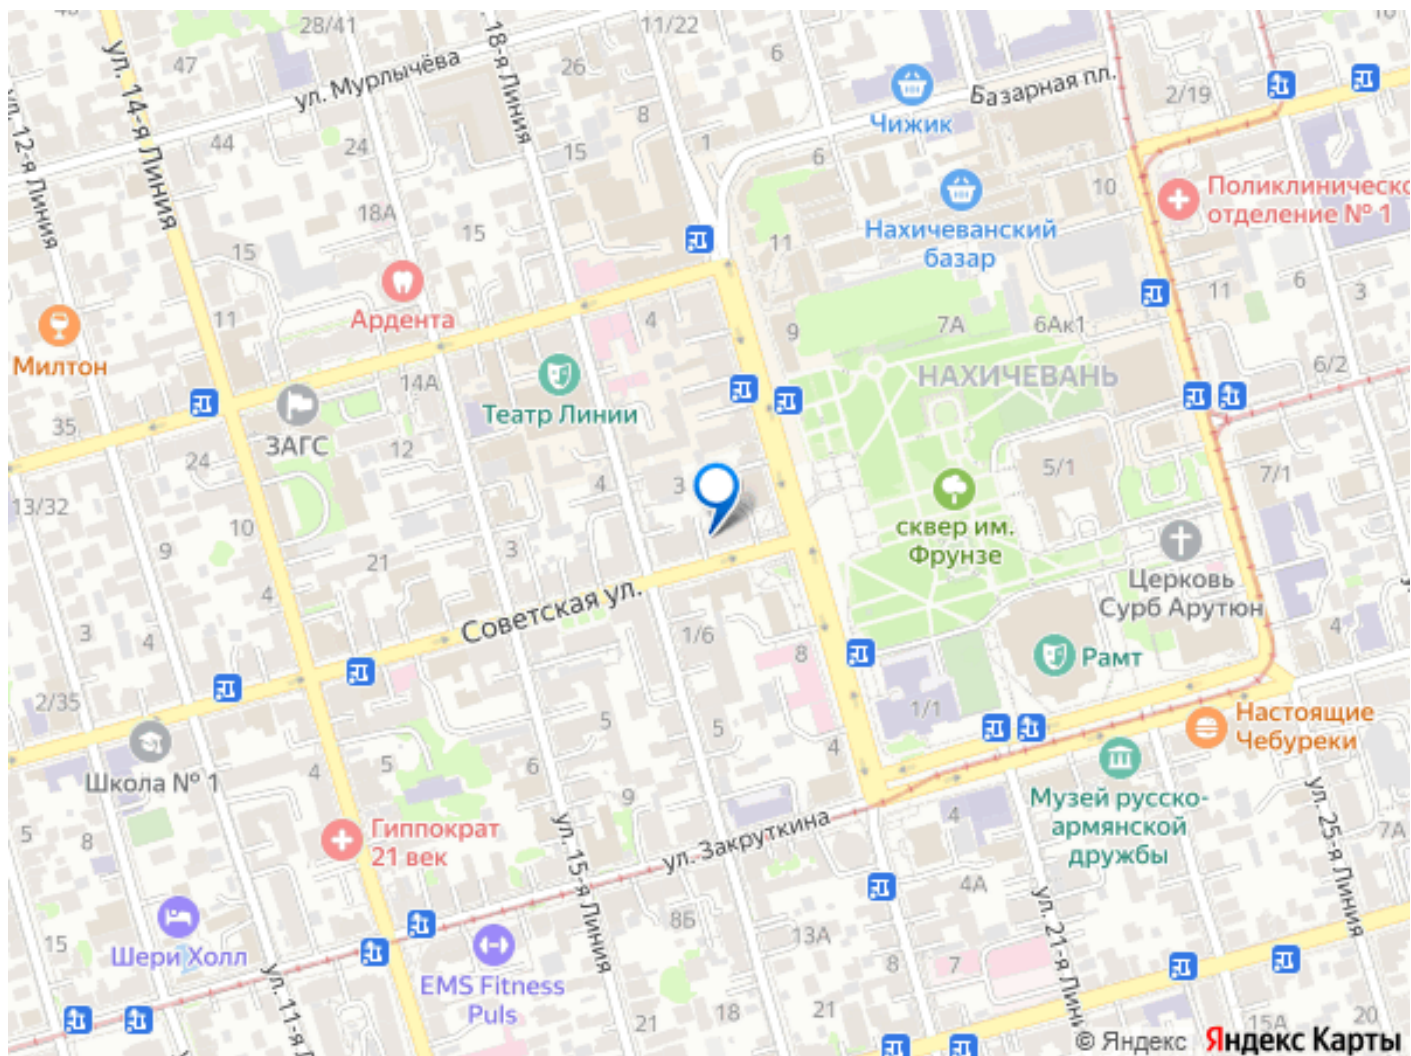 28/41
11/22
ул. 14-я Линия
47
ул. Мурлычёва
18-я Линия
26
6
Чижик
Базарная пл.
2/19
ул. 12-я Линия
44
24
8
15
1
6
10
Поликлиническо
отделение № 1
18А
15
15
11
Нахичеванский
базар
Ардента
Милтон
11
4
9
7А
6Ак1
11
6
3
6/2
14А
Театр Линии
НАХИЧЕВАНЬ
ЗАГС
35
12
24
4
3
5/1
7/1
13/32
10
сквер им.
Фрунзе
9
21
3
Церковь
Сурб Арутюн
4
Советская ул.
3
4
1/6
8
Рамт
4
2/35
5
5
1/1
Настоящие
Чебуреки
Школа № 1
4
5
6
4
9
Музей русско-
армянской
дружбы
5
8
Гиппократ
21 век
ул. 15-я Линия
ул. Закруткина
4
7А
ул. 25-я Линия
4А
Шери Холл
15
ул. 11-я Л
8Б
13А
8
7
ул. 21-я Лин
EMS Fitness
Puls
21
18
21
15А
20
© Яндекс Яндекс Карты